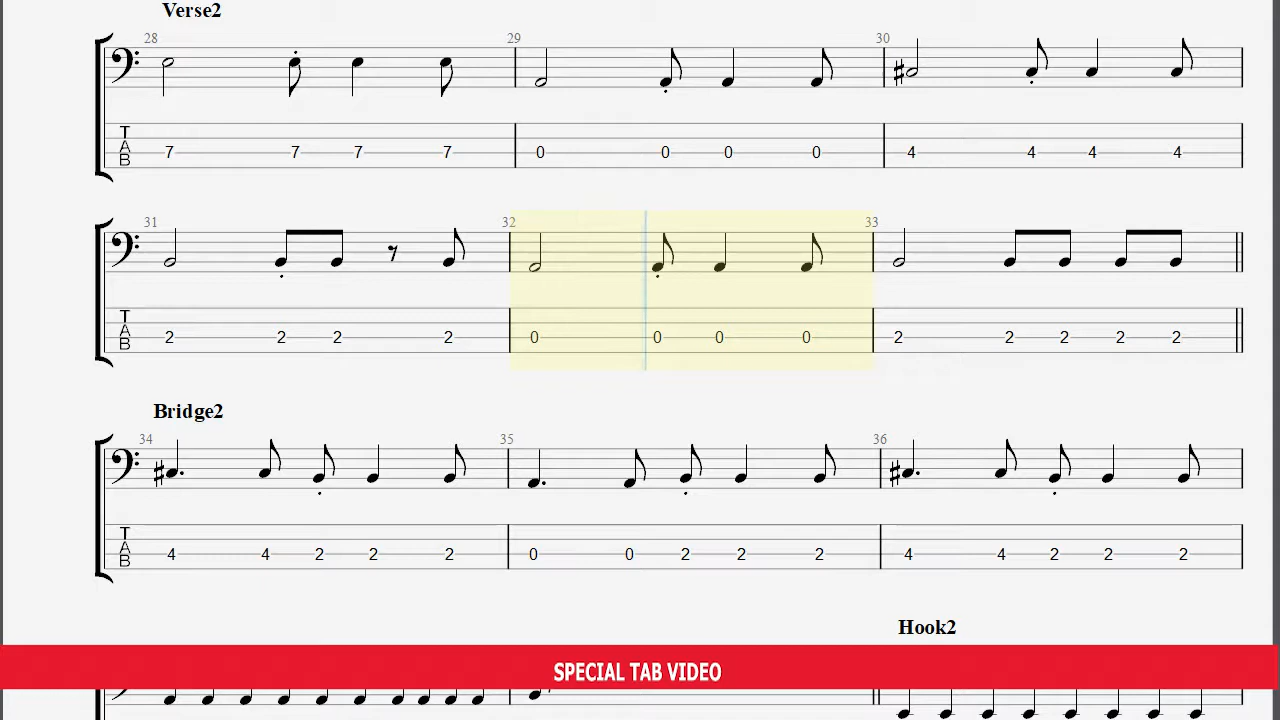 Verse2
28 29 30
T 7 7 7 7 0 0 0 0 4 4 4 4
A
B
31 32 33
T 2 2 2 2 0 0 0 0 2 2 2 2 2
A
B
Bridge2
34 35 36
T 4 4 2 2 2 0 0 2 2 2 4 4 2 2 2
A
B
Hook2
SPECIAL TAB VIDEO